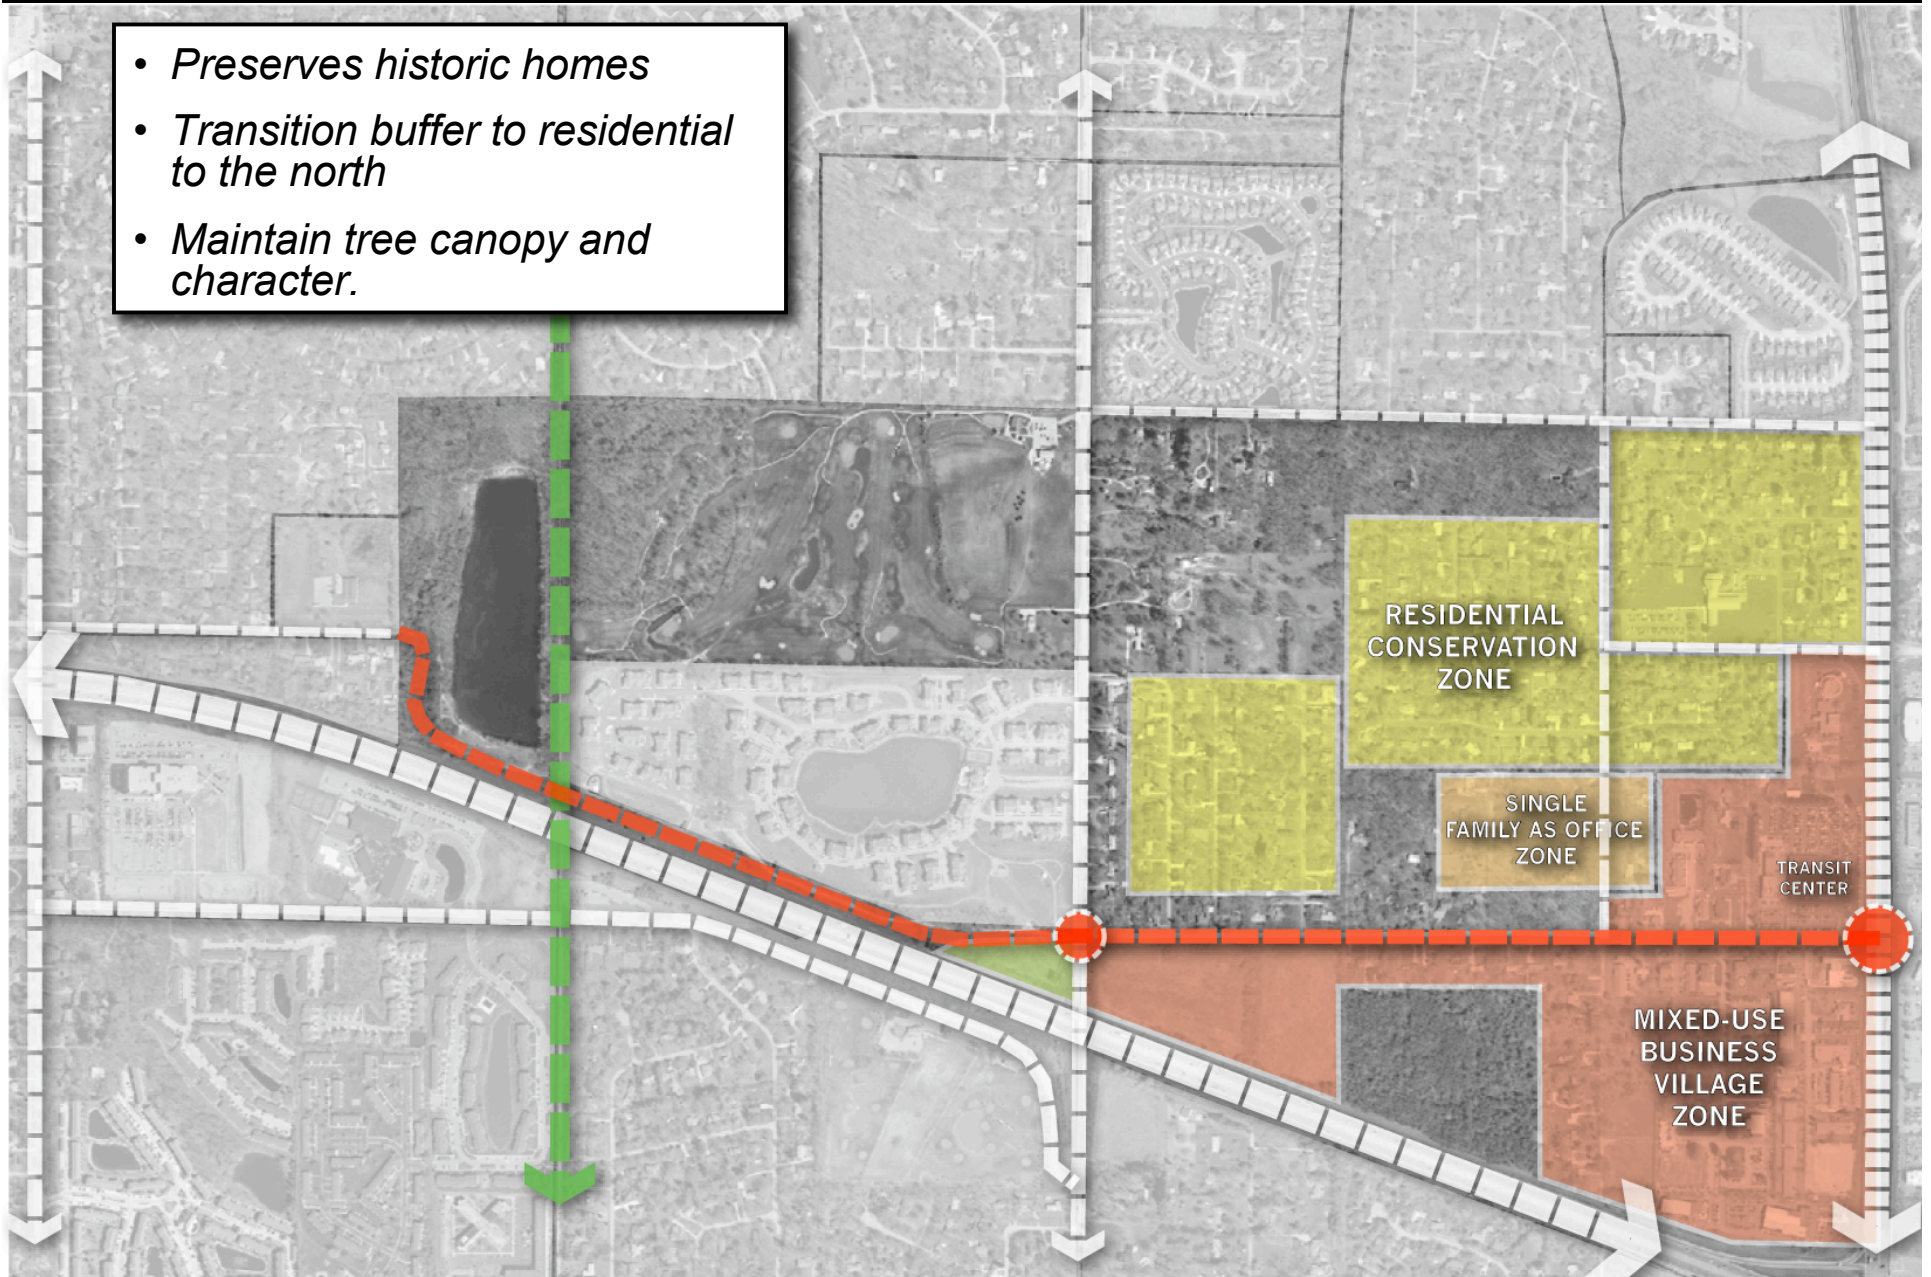 • Preserves historic homes
• Transition buffer to residential
to the north
• Maintain tree canopy and
character.
RESIDENTIAL
CONSERVATION
ZONE
SINGLE
FAMILY AS OFFICE
ZONE
TRANSIT
CENTER
MIXED-USE
BUSINESS
VILLAGE
ZONE